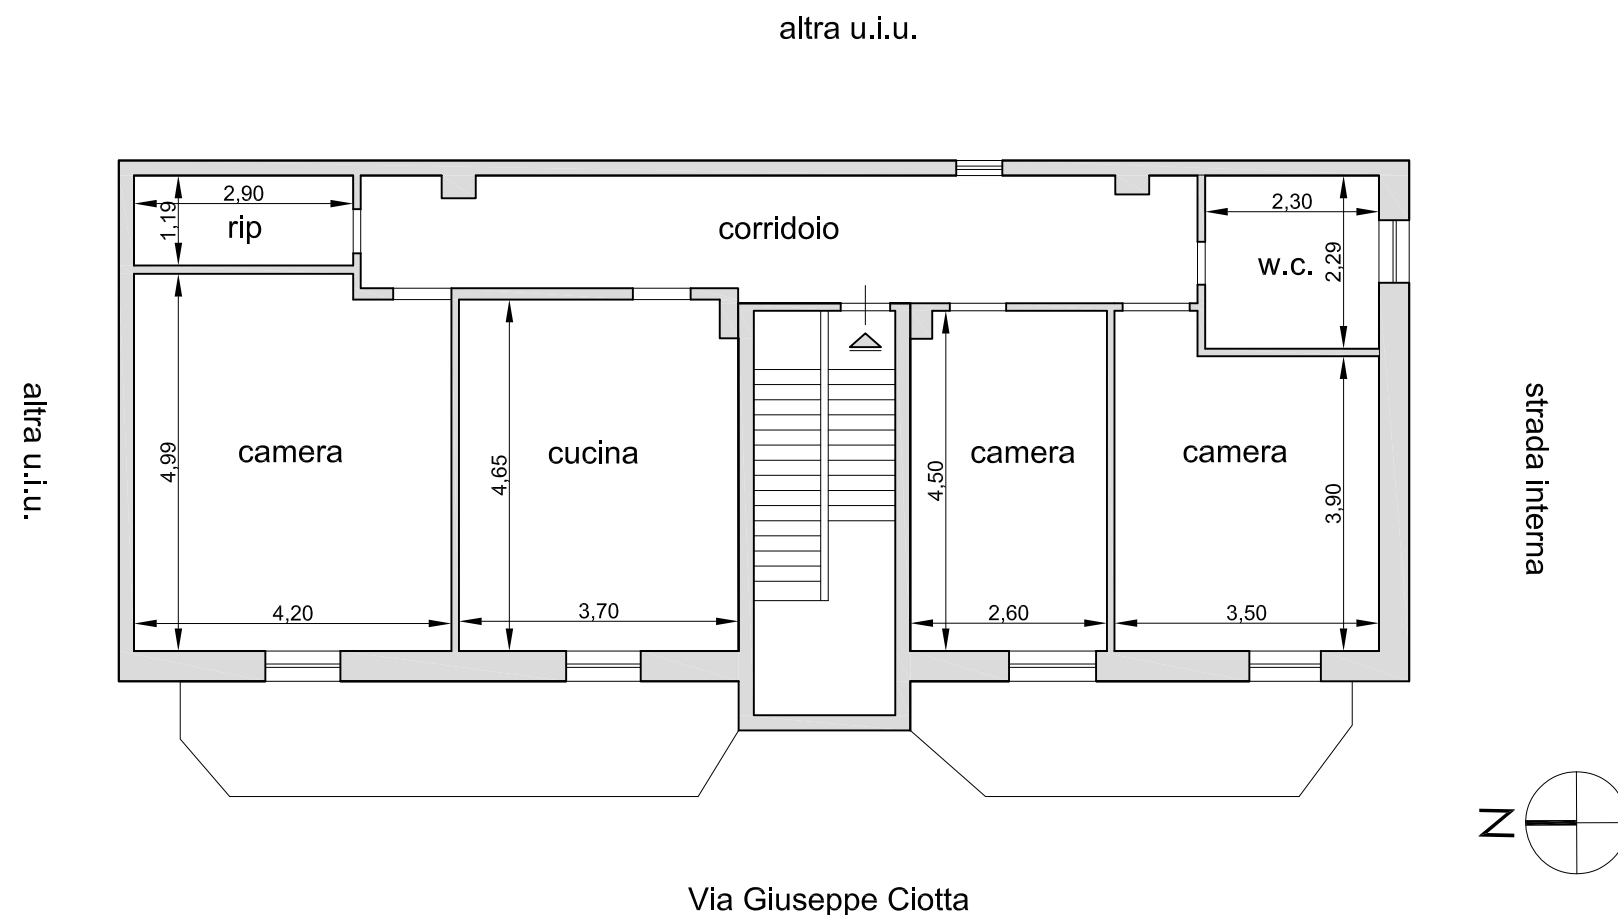 altra u.i.u.
2,90
1,19
rip
corridoio
2,30
2,29
w.c.
altra u.i.u.
4,99
camera
4,20
4,65
cucina
3,70
4,50
camera
2,60
camera
3,90
3,50
strada interna
N
Via Giuseppe Ciotta